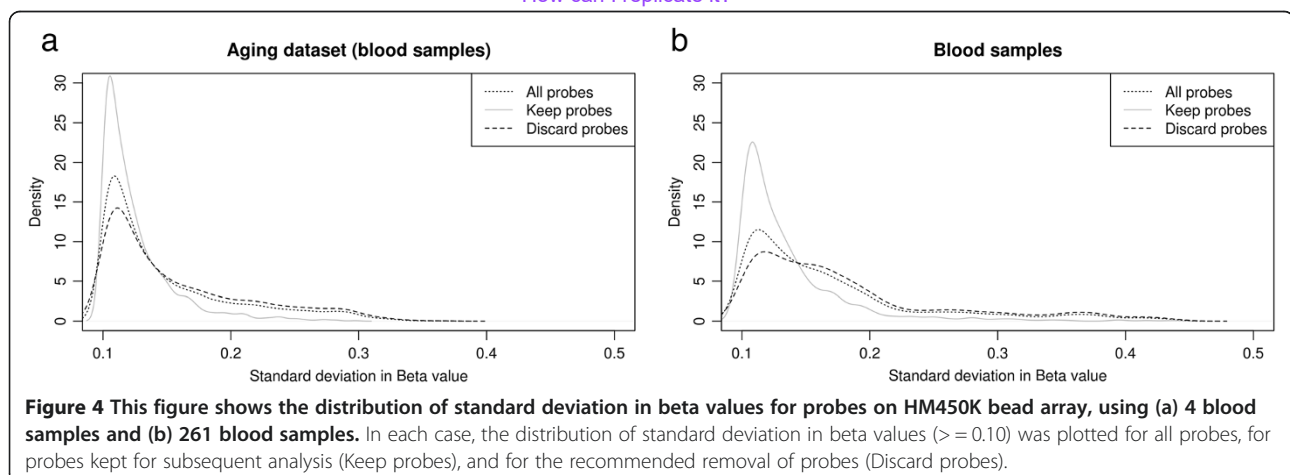 How can I replicate it?
a
Aging dataset (blood samples)
All probes
Keep probes
Discard probes
Density
30
25
20
15
10
5
0
0.1 0.2 0.3 0.4 0.5
Standard deviation in Beta value
b
Blood samples
All probes
Keep probes
Discard probes
Density
30
25
20
15
10
5
0
0.1 0.2 0.3 0.4 0.5
Standard deviation in Beta value
Figure 4 This figure shows the distribution of standard deviation in beta values for probes on HM450K bead array, using (a) 4 blood
samples and (b) 261 blood samples. In each case, the distribution of standard deviation in beta values (> = 0.10) was plotted for all probes, for
probes kept for subsequent analysis (Keep probes), and for the recommended removal of probes (Discard probes).